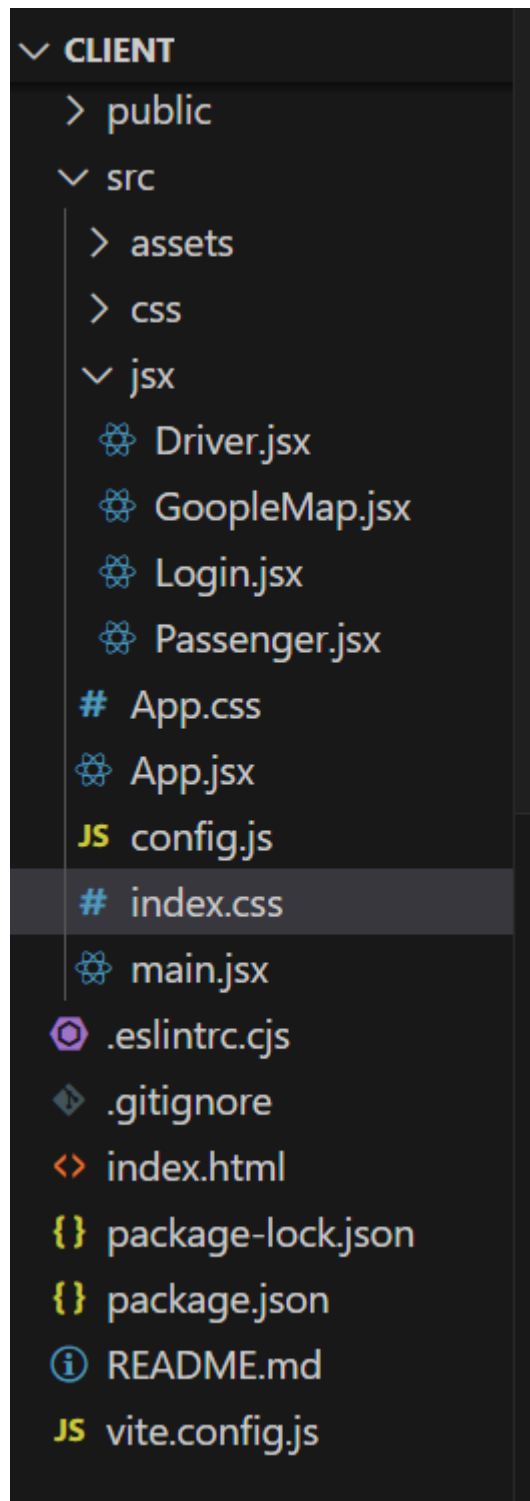 CLIENT
public
src
assets
css
jsx
Driver.jsx
GoopleMap.jsx
Login.jsx
Passenger.jsx
# App.css
App.jsx
JS config.js
# index.css
main.jsx
.eslintrc.cjs
.gitignore
<> index.html
{} package-lock.json
{} package.json
README.md
JS vite.config.js